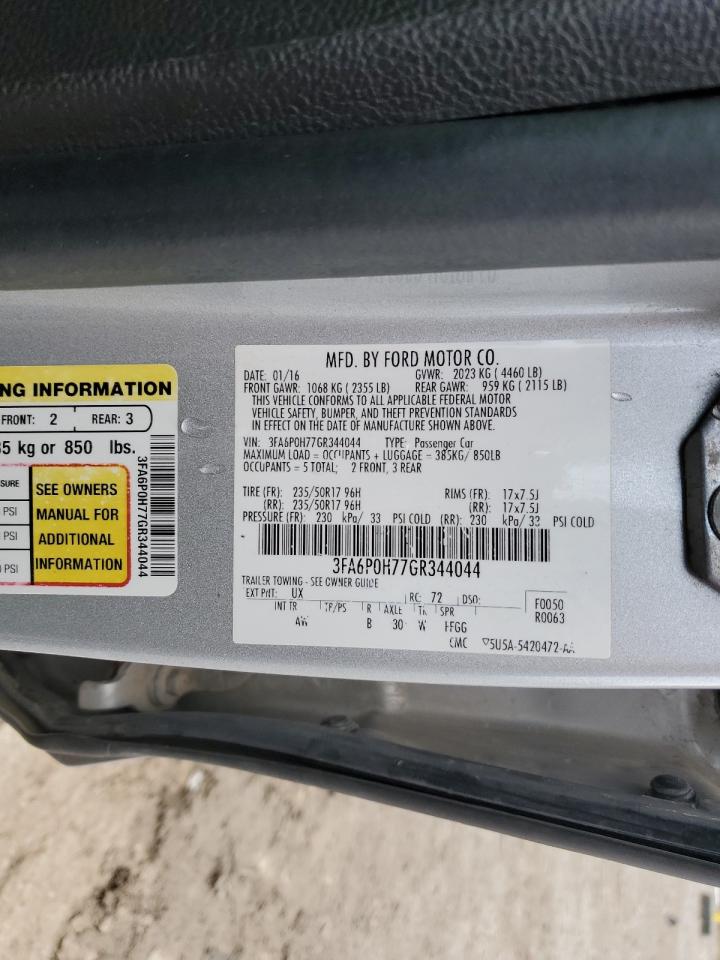 NG INFORMATION
FRONT: 2 REAR: 3
35 kg or 850 lbs.
SURE
PSI
PSI
PSI
SEE OWNERS
MANUAL FOR
ADDITIONAL
INFORMATION
3FA6P0H77GR344044
MFD. BY FORD MOTOR CO.
DATE: 01/16 GVWR: 2023 KG ( 4460 LB)
FRONT GAWR: 1068 KG ( 2355 LB) REAR GAWR: 959 KG ( 2115 LB)
THIS VEHICLE CONFORMS TO ALL APPLICABLE FEDERAL MOTOR
VEHICLE SAFETY, BUMPER, AND THEFT PREVENTION STANDARDS
IN EFFECT ON THE DATE OF MANUFACTURE SHOWN ABOVE.
VIN: 3FA6P0H77GR344044 TYPE: Passenger Car
MAXIMUM LOAD = OCCUPANTS + LUGGAGE = 385KG/ 850LB
OCCUPANTS = 5 TOTAL; 2 FRONT, 3 REAR
TIRE (FR): 235/50R17 96H RIMS (FR): 17x7.5J
(RR): 235/50R17 96H (RR): 17x7.5J
PRESSURE (FR): 230 kPa/ 33 PSI COLD (RR): 230 kPa/ 33 PSI COLD
3FA6P0H77GR344044
TRAILER TOWING - SEE OWNER GUIDE
EXT PNT: UX RC: 72 DSO: F0050
INT TR TP/PS R AXLE TR SPR R0063
B 30 W
5U5A-5420472-AA